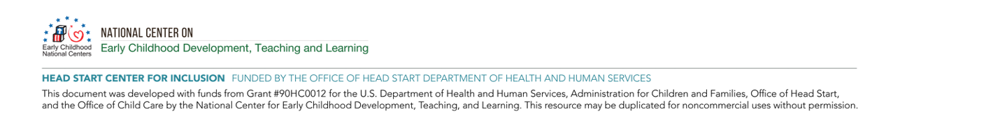 NATIONAL CENTER ON
Early Childhood Development, Teaching and Learning
Early Childhood
National Centers
HEAD START CENTER FOR INCLUSION FUNDED BY THE OFFICE OF HEAD START DEPARTMENT OF HEALTH AND HUMAN SERVICES
This document was developed with funds from Grant #90HC0012 for the U.S. Department of Health and Human Services, Administration for Children and Families, Office of Head Start,
and the Office of Child Care by the National Center for Early Childhood Development, Teaching, and Learning. This resource may be duplicated for noncommercial uses without permission.